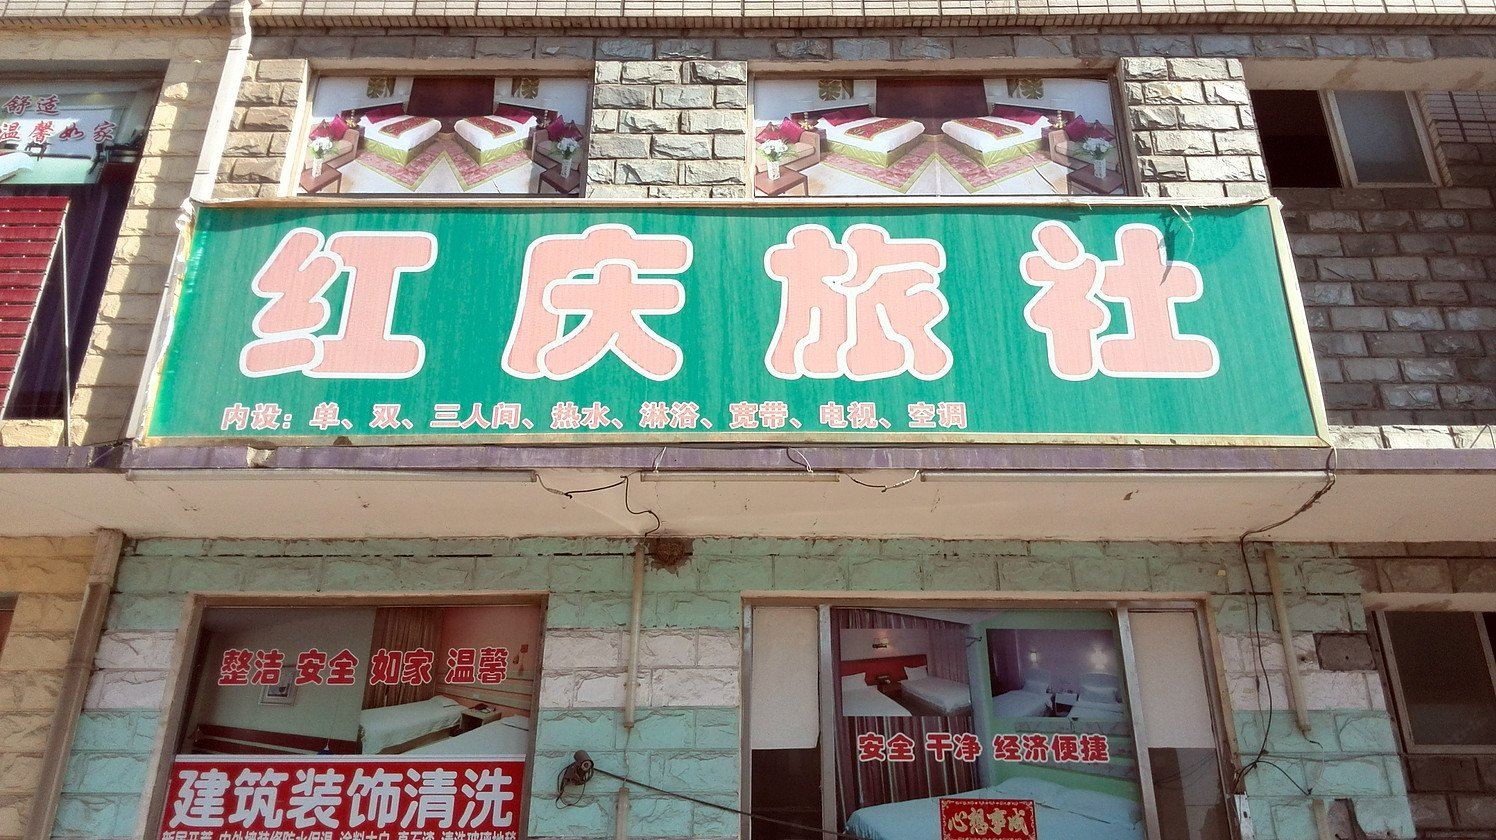 舒适
温馨如家
红庆旅社
内设：单、双、三人间、热水、淋浴、宽带、电视、空调
整洁 安全 如家 温馨
建筑装饰清洗
安全 干净 经济便捷
心想事成